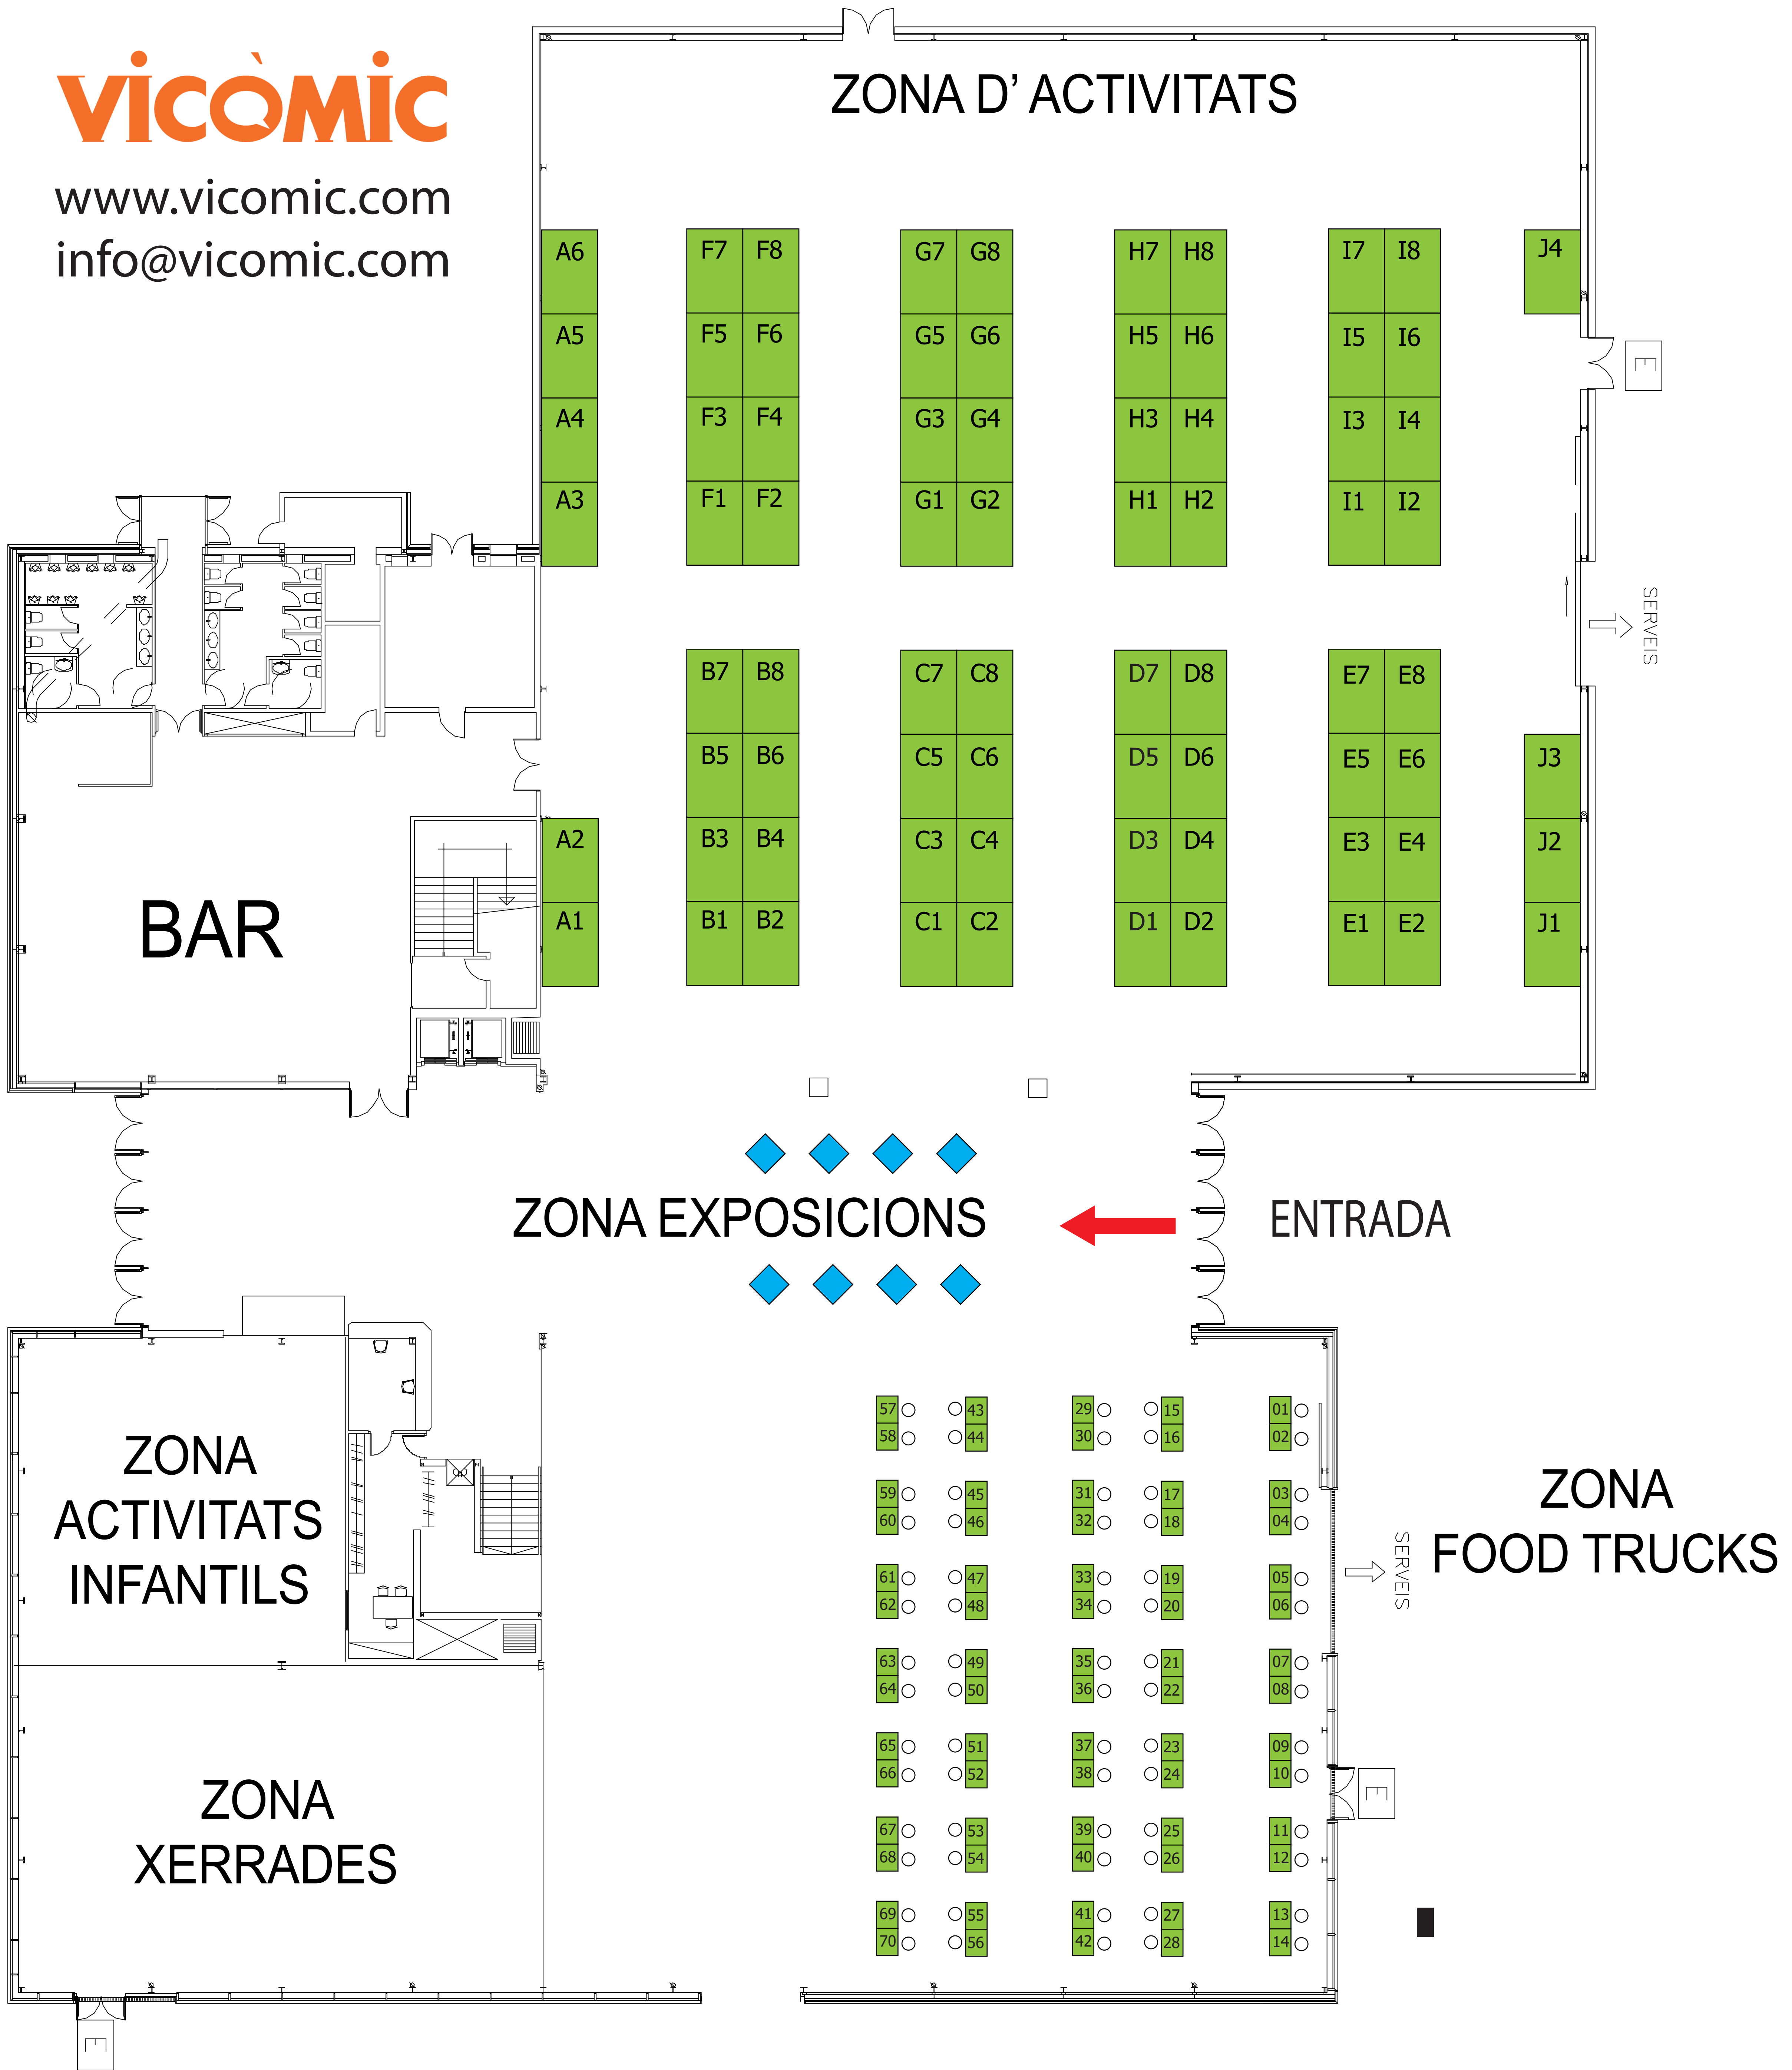 VICÒMIC
www.vicomic.com
info@vicomic.com
ZONA D' ACTIVITATS
A6 F7 F8 G7 G8 H7 H8 I7 I8 J4
A5 F5 F6 G5 G6 H5 H6 I5 I6
E
A4 F3 F4 G3 G4 H3 H4 I3 I4
A3 F1 F2 G1 G2 H1 H2 I1 I2
SERVEIS
B7 B8 C7 C8 D7 D8 E7 E8
B5 B6 C5 C6 D5 D6 E5 E6 J3
A2 B3 B4 C3 C4 D3 D4 E3 E4 J2
A1 B1 B2 C1 C2 D1 D2 E1 E2 J1
BAR
ZONA EXPOSICIONS
ENTRADA
57 43 29 15 01
58 44 30 16 02
59 45 31 17 03
60 46 32 18 04
61 47 33 19 05
62 48 34 20 06
63 49 35 21 07
64 50 36 22 08
65 51 37 23 09
66 52 38 24 10
67 53 39 25 11
68 54 40 26 12
69 55 41 27 13
70 56 42 28 14
ZONA
ACTIVITATS
INFANTILS
ZONA
FOOD TRUCKS
SERVEIS
E
ZONA
XERRADES
E